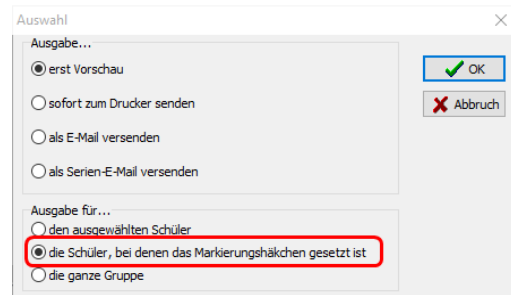 Auswahl
Ausgabe...
erst Vorschau
OK
sofort zum Drucker senden
Abbruch
als E-Mail versenden
als Serien-E-Mail versenden
Ausgabe für...
den ausgewählten Schüler
die Schüler, bei denen das Markierungshäkchen gesetzt ist
die ganze Gruppe